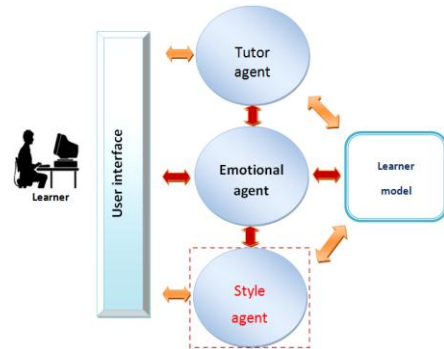 Tutor
agent
User interface
Emotional
agent
Learner
model
Learner
Style
agent